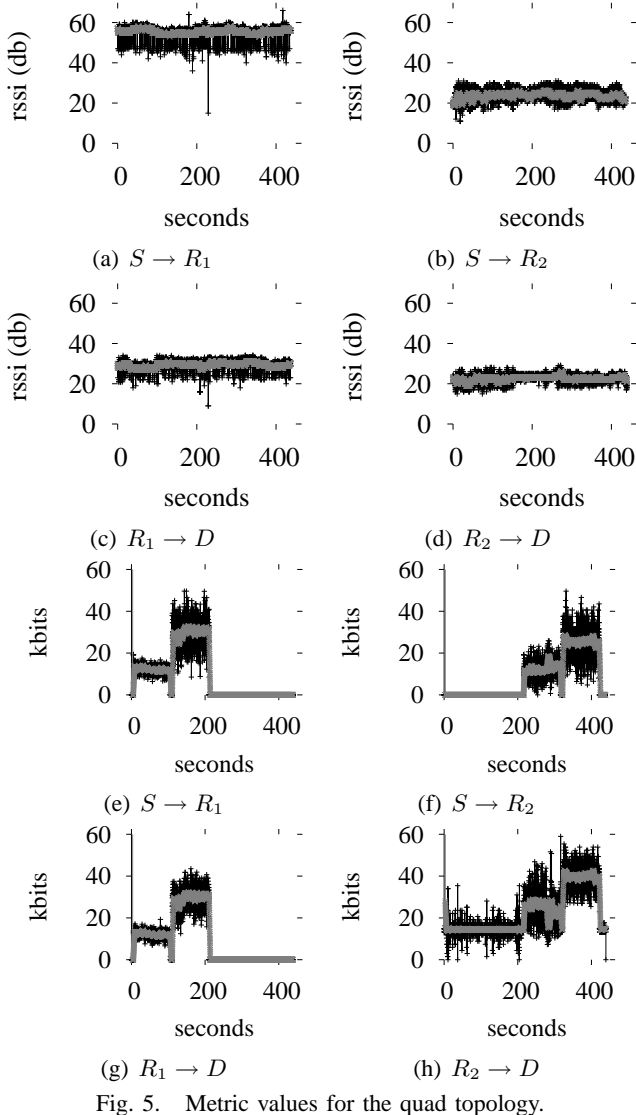 rssi (db)
60
40
20
0
0 200 400
seconds
(a) S → R1
rssi (db)
60
40
20
0
0 200 400
seconds
(b) S → R2
rssi (db)
60
40
20
0
0 200 400
seconds
(c) R1 → D
rssi (db)
60
40
20
0
0 200 400
seconds
(d) R2 → D
kbits
60
40
20
0
0 200 400
seconds
(e) S → R1
kbits
60
40
20
0
0 200 400
seconds
(f) S → R2
kbits
60
40
20
0
0 200 400
seconds
(g) R1 → D
kbits
60
40
20
0
0 200 400
seconds
(h) R2 → D
Fig. 5. Metric values for the quad topology.